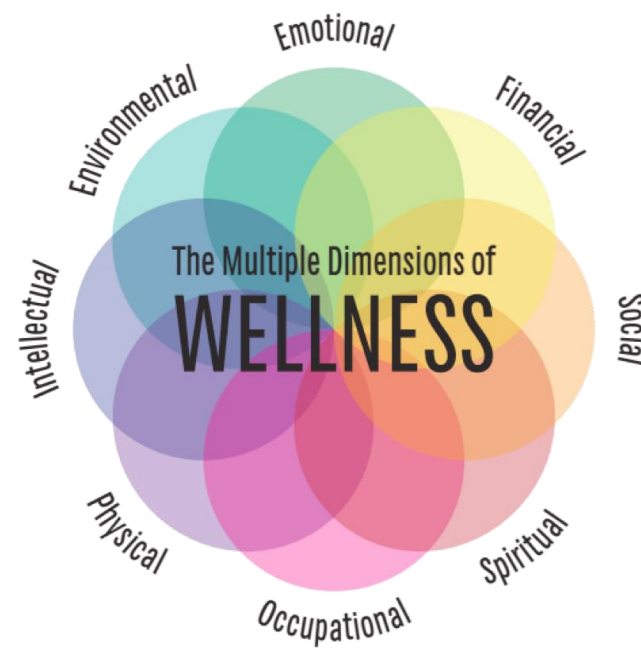 Emotional
Financial
Social
Spiritual
Occupational
Physical
Intellectual
Environmental
The Multiple Dimensions of
WELLNESS